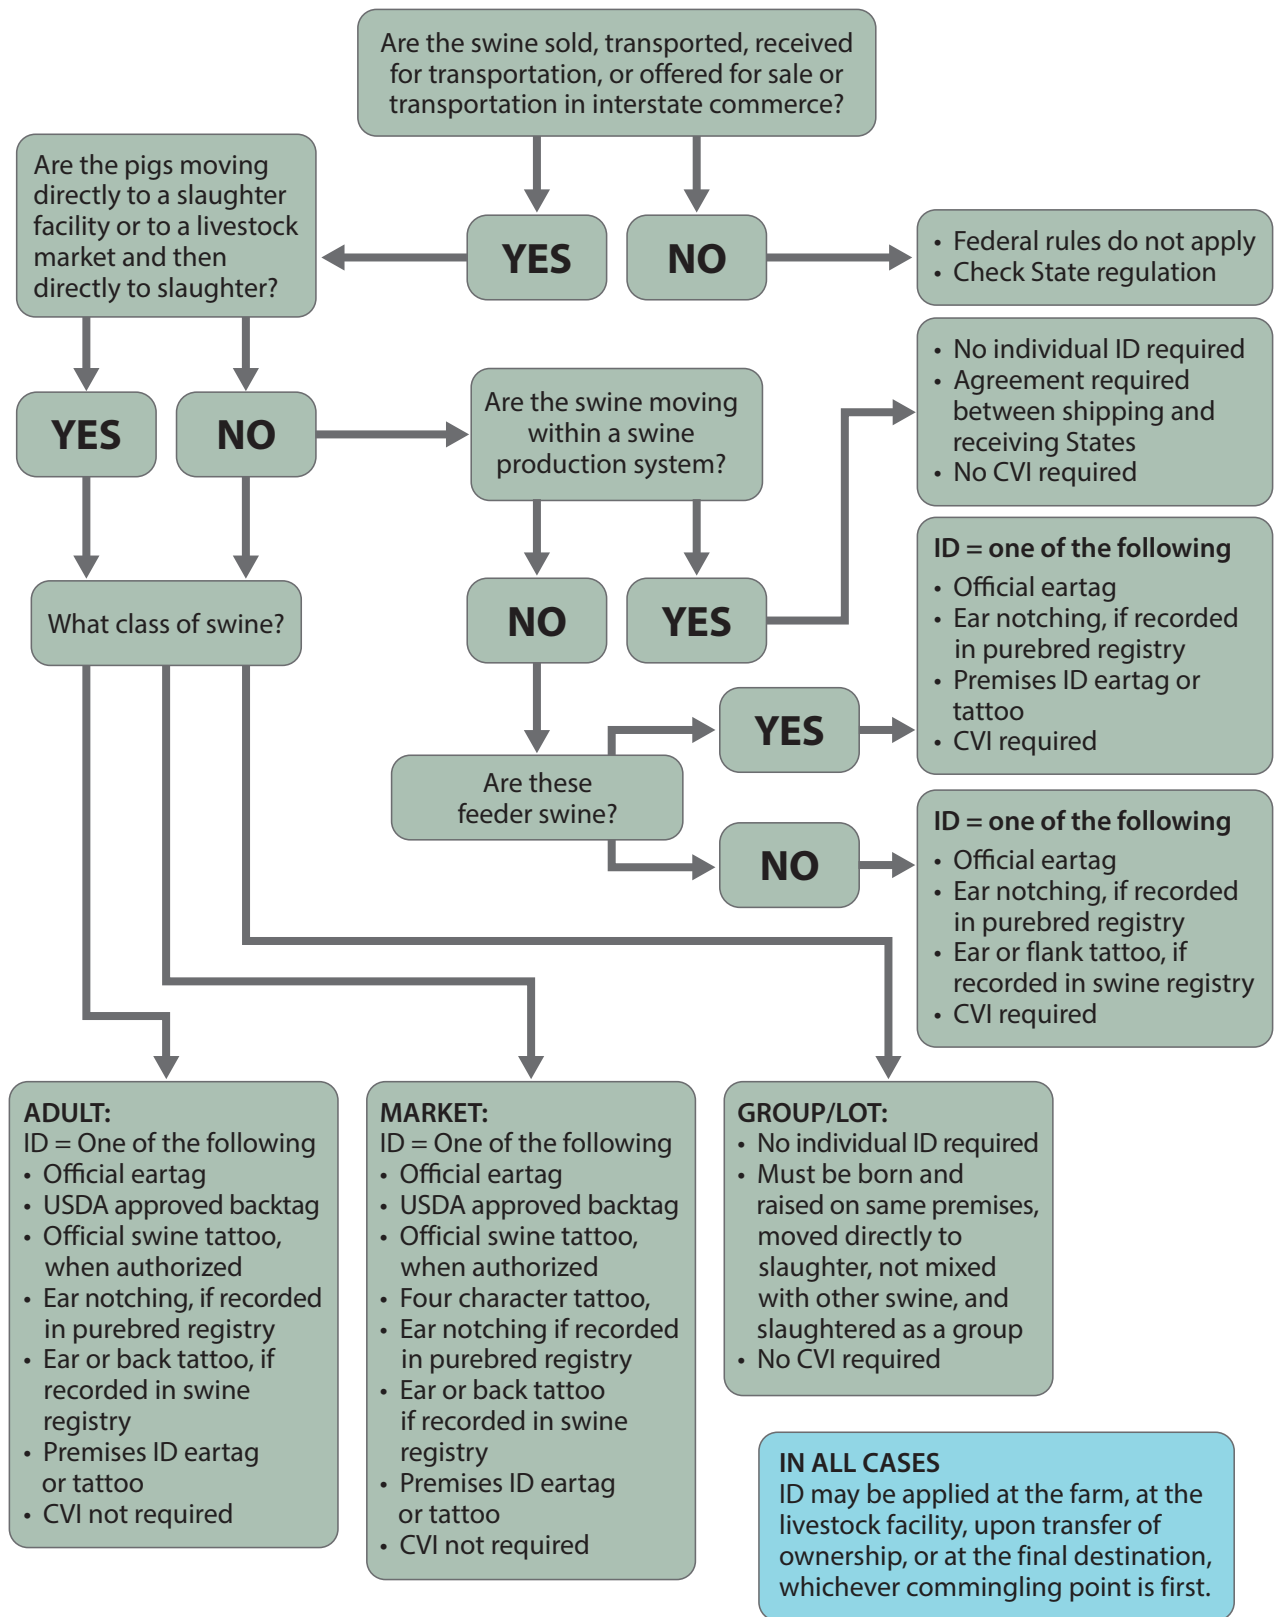 Are the swine sold, transported, received
for transportation, or offered for sale or
transportation in interstate commerce?
Are the pigs moving
directly to a slaughter
facility or to a livestock
market and then
directly to slaughter?
YES
NO
• Federal rules do not apply
• Check State regulation
YES
NO
Are the swine moving
within a swine
production system?
• No individual ID required
• Agreement required
between shipping and
receiving States
• No CVI required
What class of swine?
NO
YES
ID = one of the following
• Official eartag
• Ear notching, if recorded
in purebred registry
• Premises ID eartag or
tattoo
• CVI required
Are these
feeder swine?
YES
NO
ID = one of the following
• Official eartag
• Ear notching, if recorded
in purebred registry
• Ear or flank tattoo, if
recorded in swine registry
• CVI required
ADULT:
ID = One of the following
• Official eartag
• USDA approved backtag
• Official swine tattoo,
when authorized
• Ear notching, if recorded
in purebred registry
• Ear or back tattoo, if
recorded in swine
registry
• Premises ID eartag
or tattoo
• CVI not required
MARKET:
ID = One of the following
• Official eartag
• USDA approved backtag
• Official swine tattoo,
when authorized
• Four character tattoo,
• Ear notching if recorded
in purebred registry
• Ear or back tattoo
if recorded in swine
registry
• Premises ID eartag
or tattoo
• CVI not required
GROUP/LOT:
• No individual ID required
• Must be born and
raised on same premises,
moved directly to
slaughter, not mixed
with other swine, and
slaughtered as a group
• No CVI required
IN ALL CASES
ID may be applied at the farm, at the
livestock facility, upon transfer of
ownership, or at the final destination,
whichever commingling point is first.